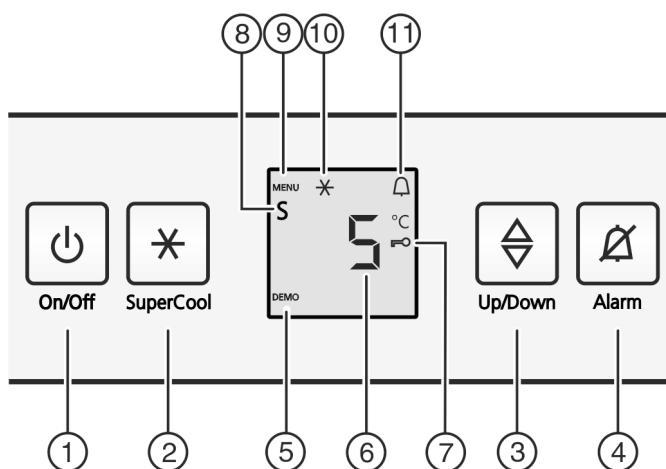 8 9 10 11
MENU
S
5 °C
DEMO
On/Off SuperCool Up/Down Alarm
1 2 5 6 7 3 4